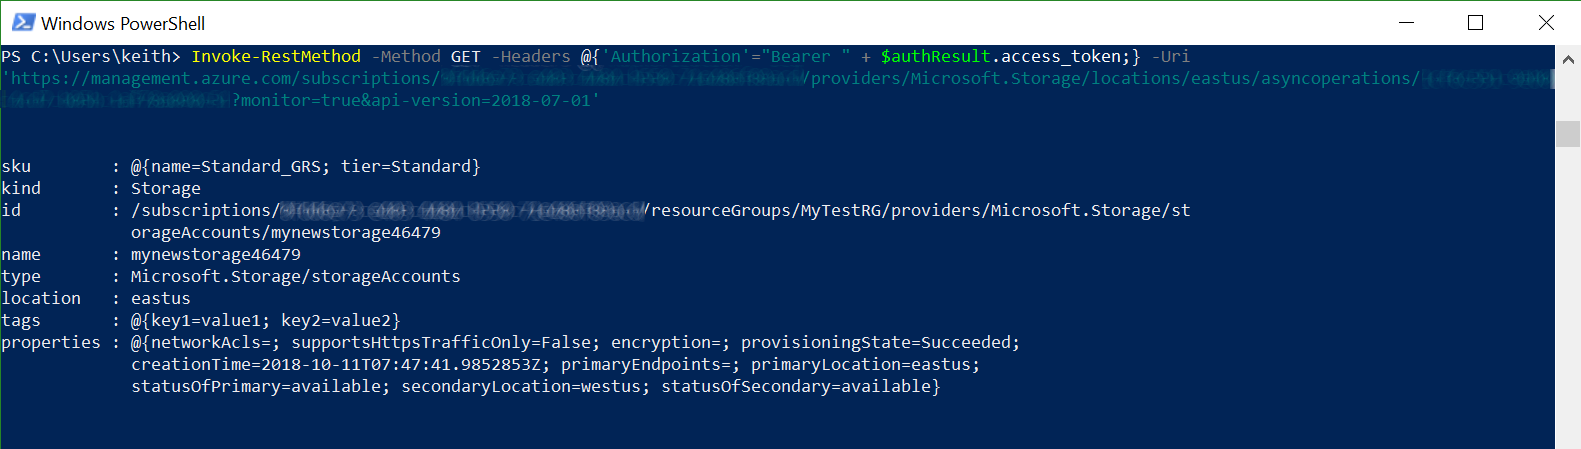 Windows PowerShell
PS C:\Users\keith> Invoke-RestMethod -Method GET -Headers @{'Authorization'="Bearer " + $authResult.access_token;} -Uri
'https://management.azure.com/subscriptions/ /providers/Microsoft.Storage/locations/eastus/asyncoperations/
?monitor=true&api-version=2018-07-01'
sku : @{name=Standard_GRS; tier=Standard}
kind : Storage
id : /subscriptions/ /resourceGroups/MyTestRG/providers/Microsoft.Storage/st
orageAccounts/mynewstorage46479
name : mynewstorage46479
type : Microsoft.Storage/storageAccounts
location : eastus
tags : @{key1=value1; key2=value2}
properties : @{networkAcls=; supportsHttpsTrafficOnly=False; encryption=; provisioningState=Succeeded;
creationTime=2018-10-11T07:47:41.9852853Z; primaryEndpoints=; primaryLocation=eastus;
statusOfPrimary=available; secondaryLocation=westus; statusOfSecondary=available}